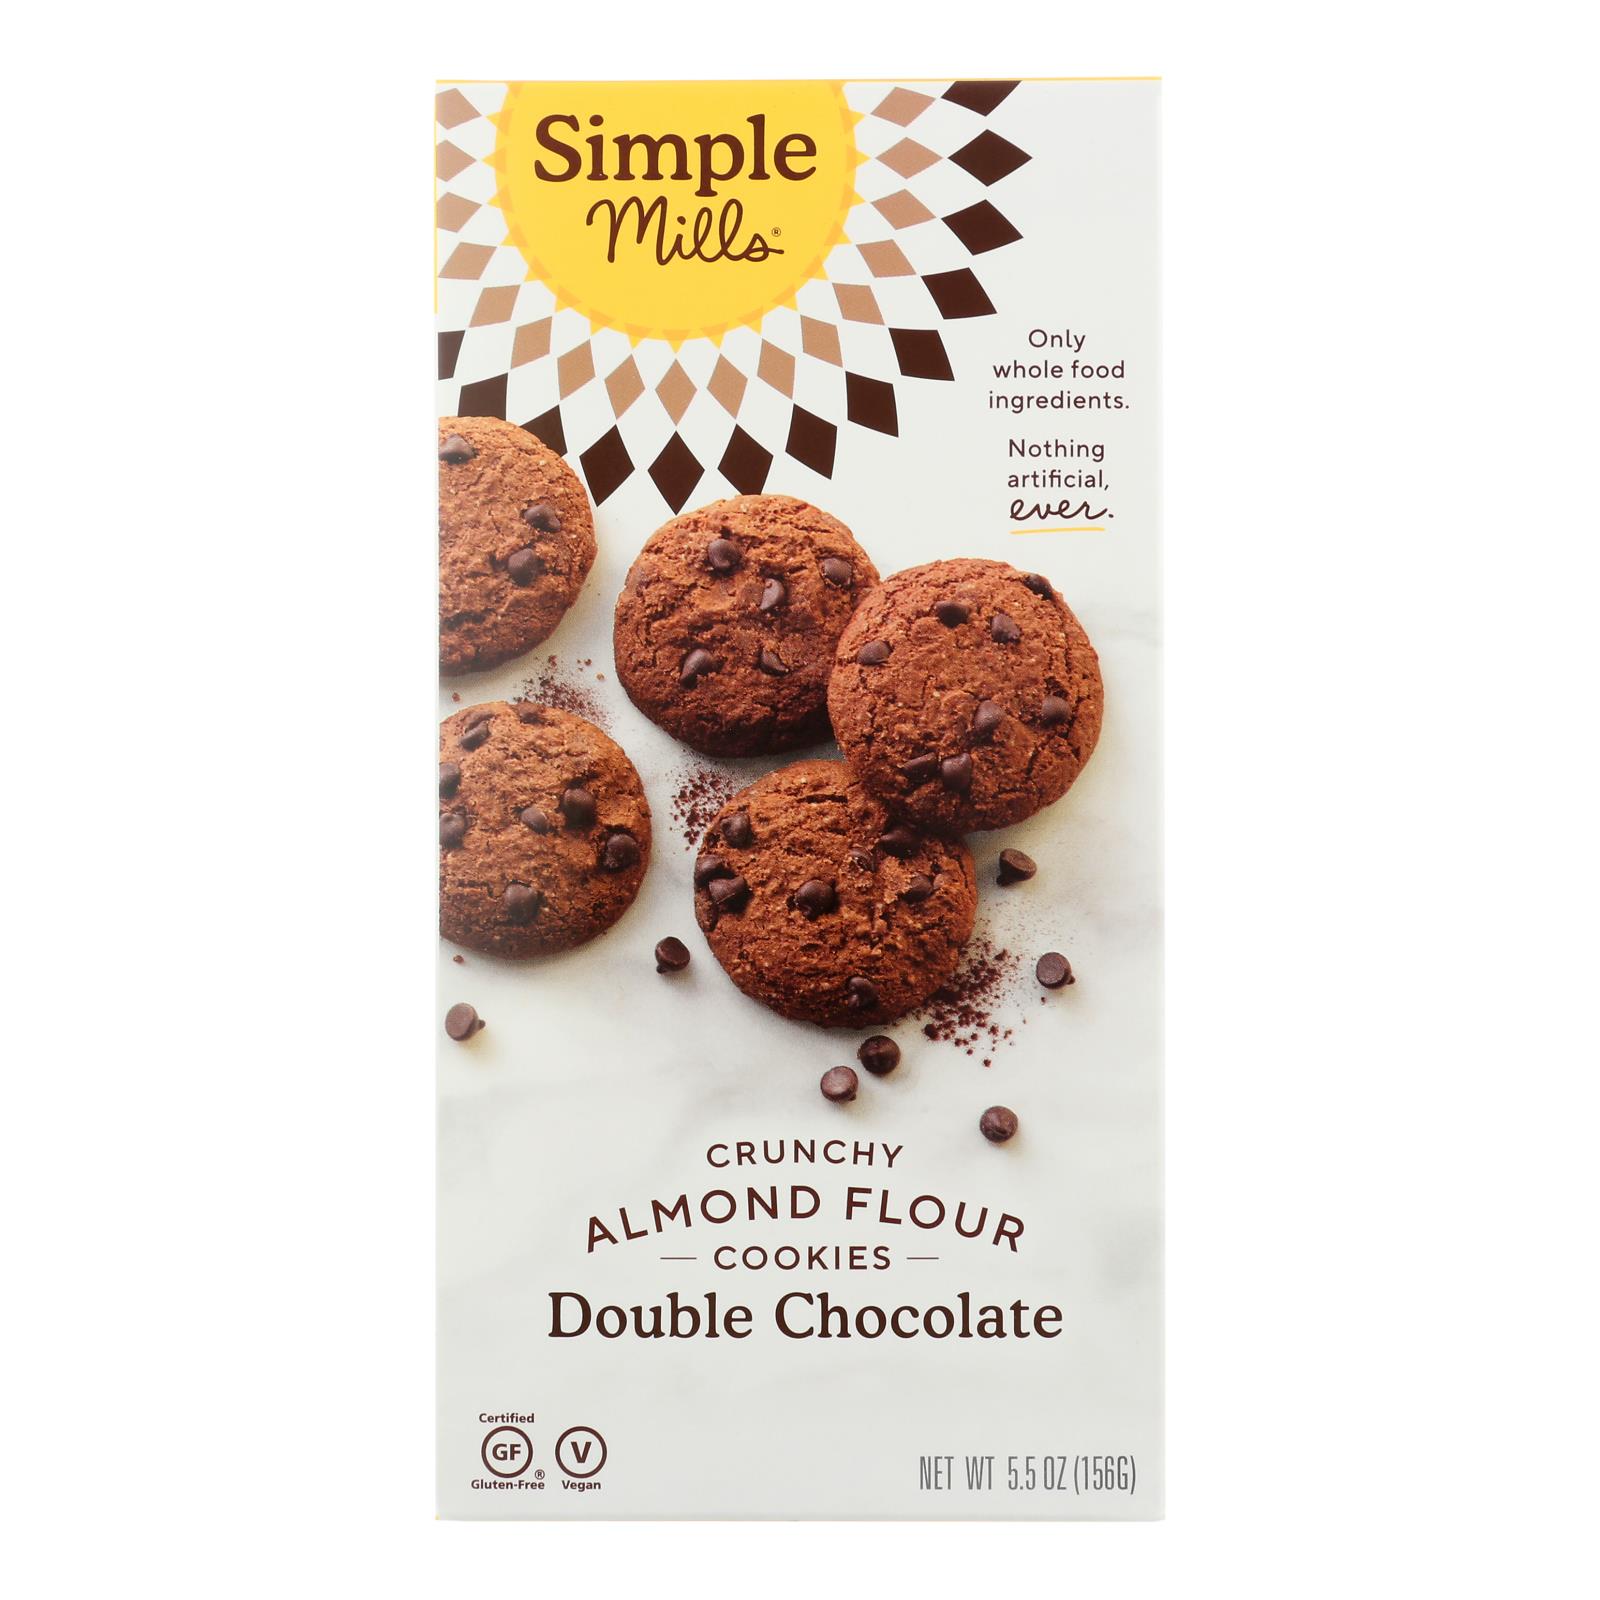 Simple
Mills®
Only
whole food
ingredients.
Nothing
artificial,
ever.
CRUNCHY
ALMOND FLOUR
COOKIES
Double Chocolate
Certified
GF
®
Gluten-Free
V
Vegan
NET WT 5.5 OZ (156G)